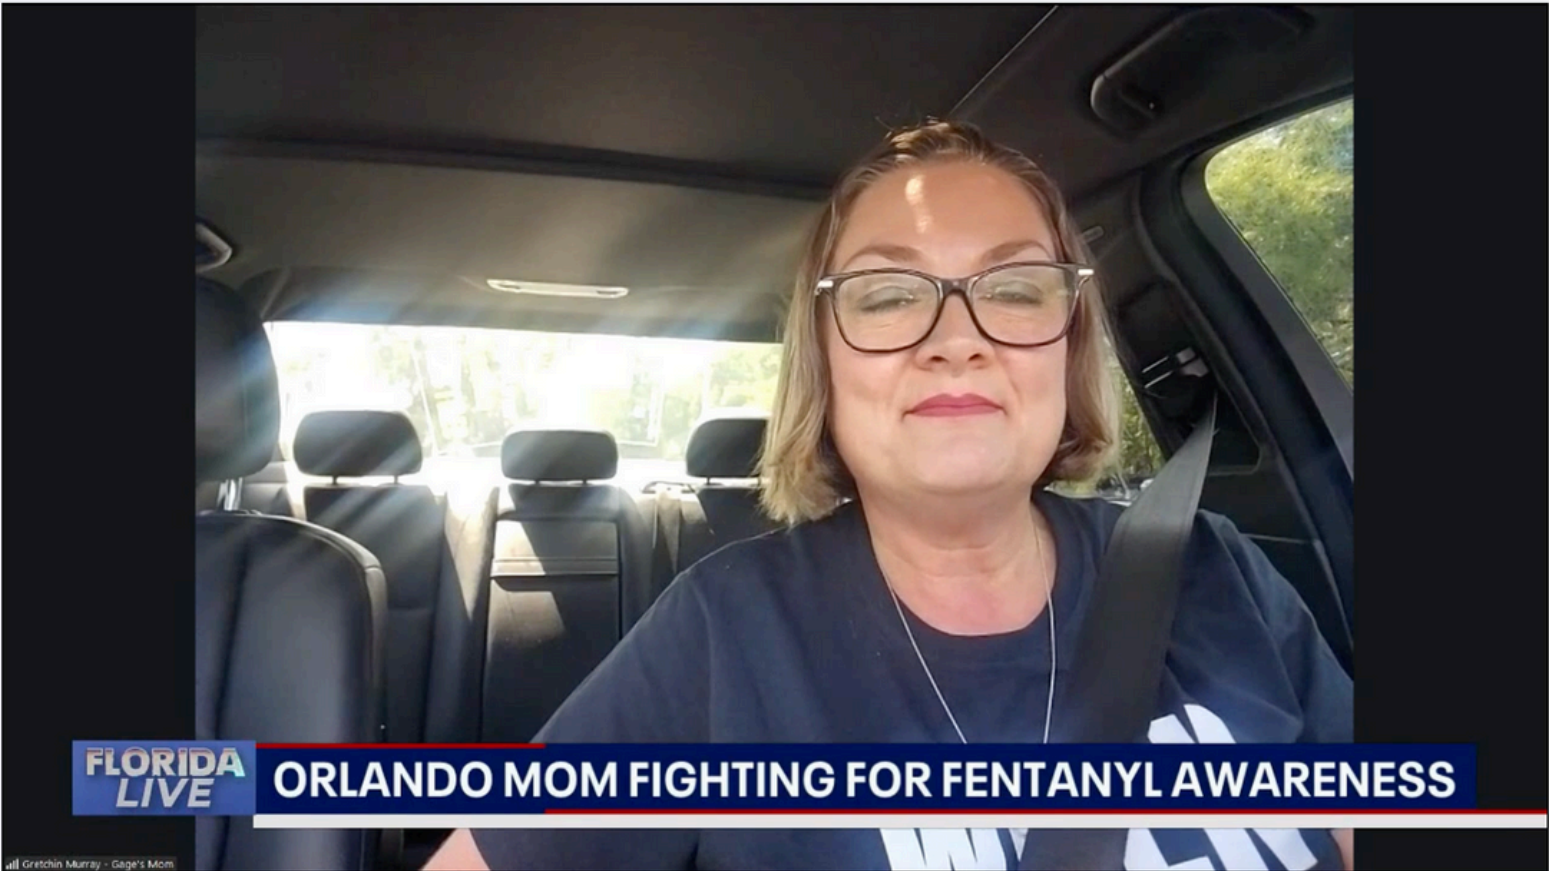 FLORIDA
LIVE
ORLANDO MOM FIGHTING FOR FENTANYL AWARENESS
Gretchin Murray - Gage's Mom